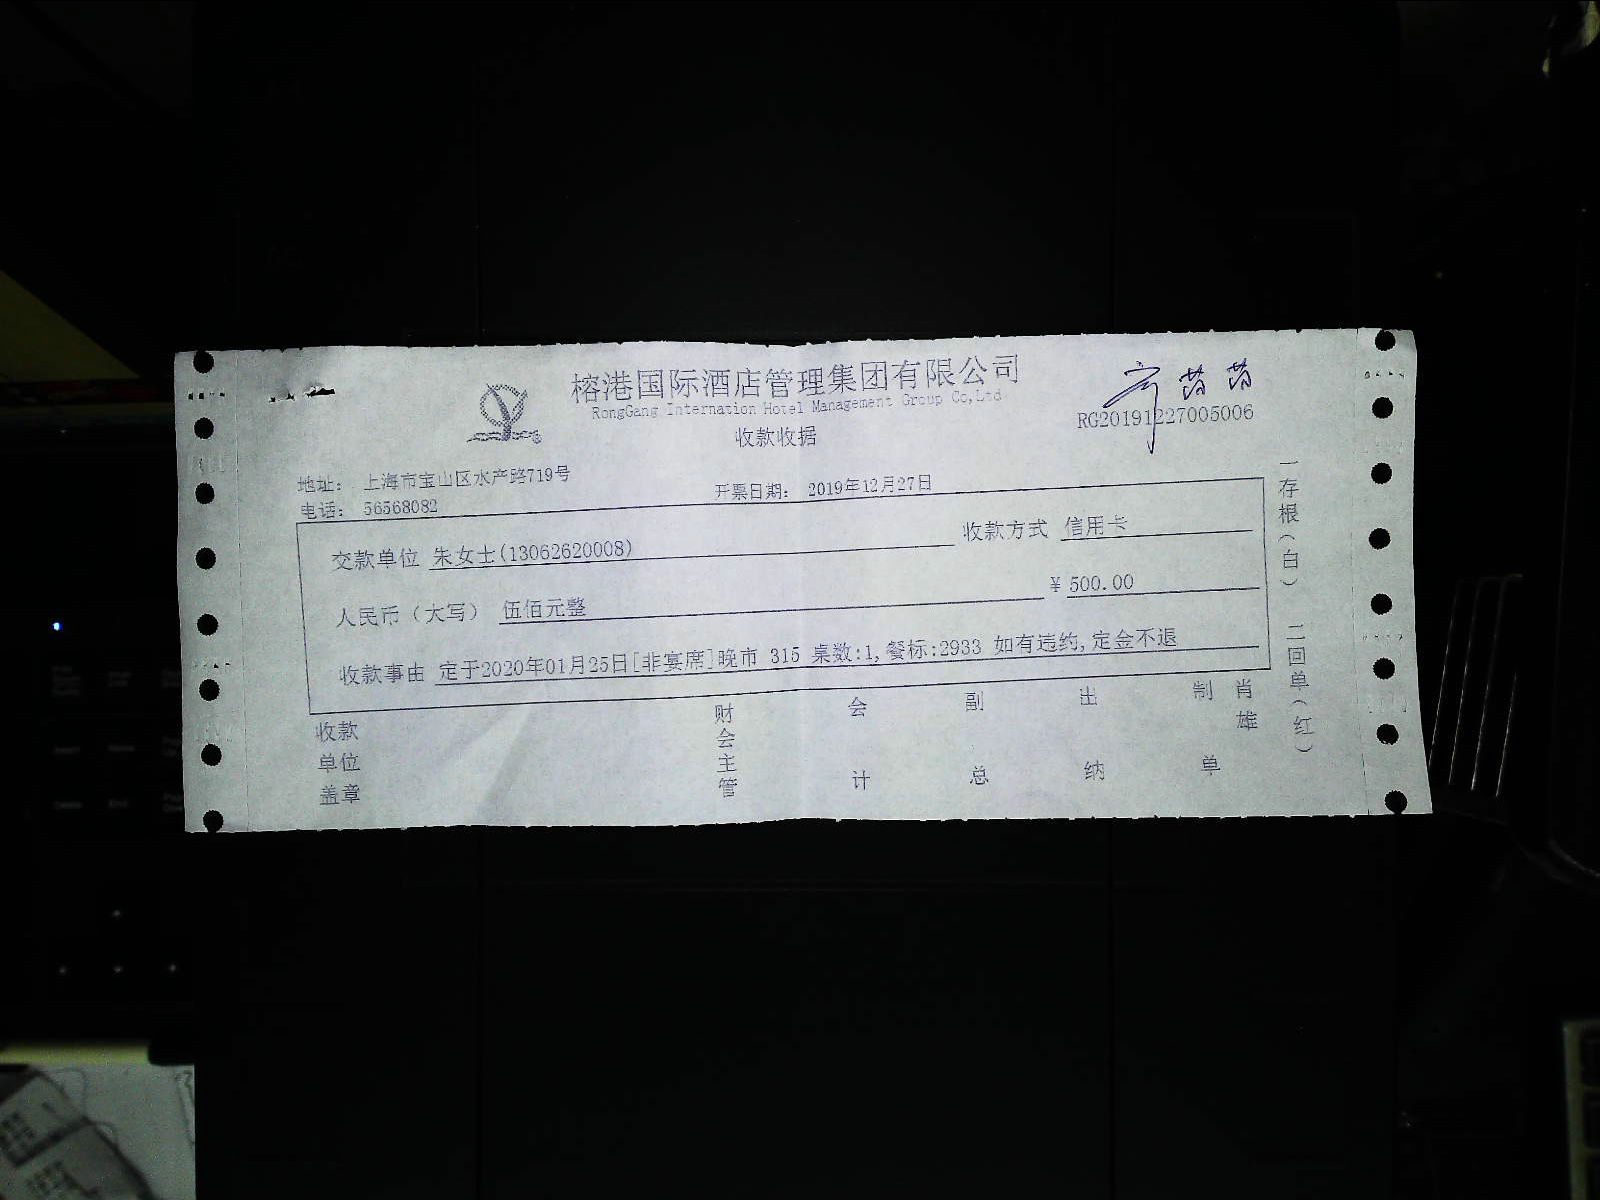 榕港国际酒店管理集团有限公司
RongGang Internation Hotel Management Group Co,Ltd
收款收据
RG20191227005006
地址： 上海市宝山区水产路719号
电话： 56568082
开票日期： 2019年12月27日
交款单位 朱女士(13062620008)
收款方式 信用卡
人民币（大写） 伍佰元整
¥ 500.00
收款事由 定于2020年01月25日[非宴席]晚市 315 桌数:1,餐标:2933 如有违约,定金不退
收款单位盖章
财会主管
会计
副总
出纳
制单
肖雄
一存根（白） 二回单（红）